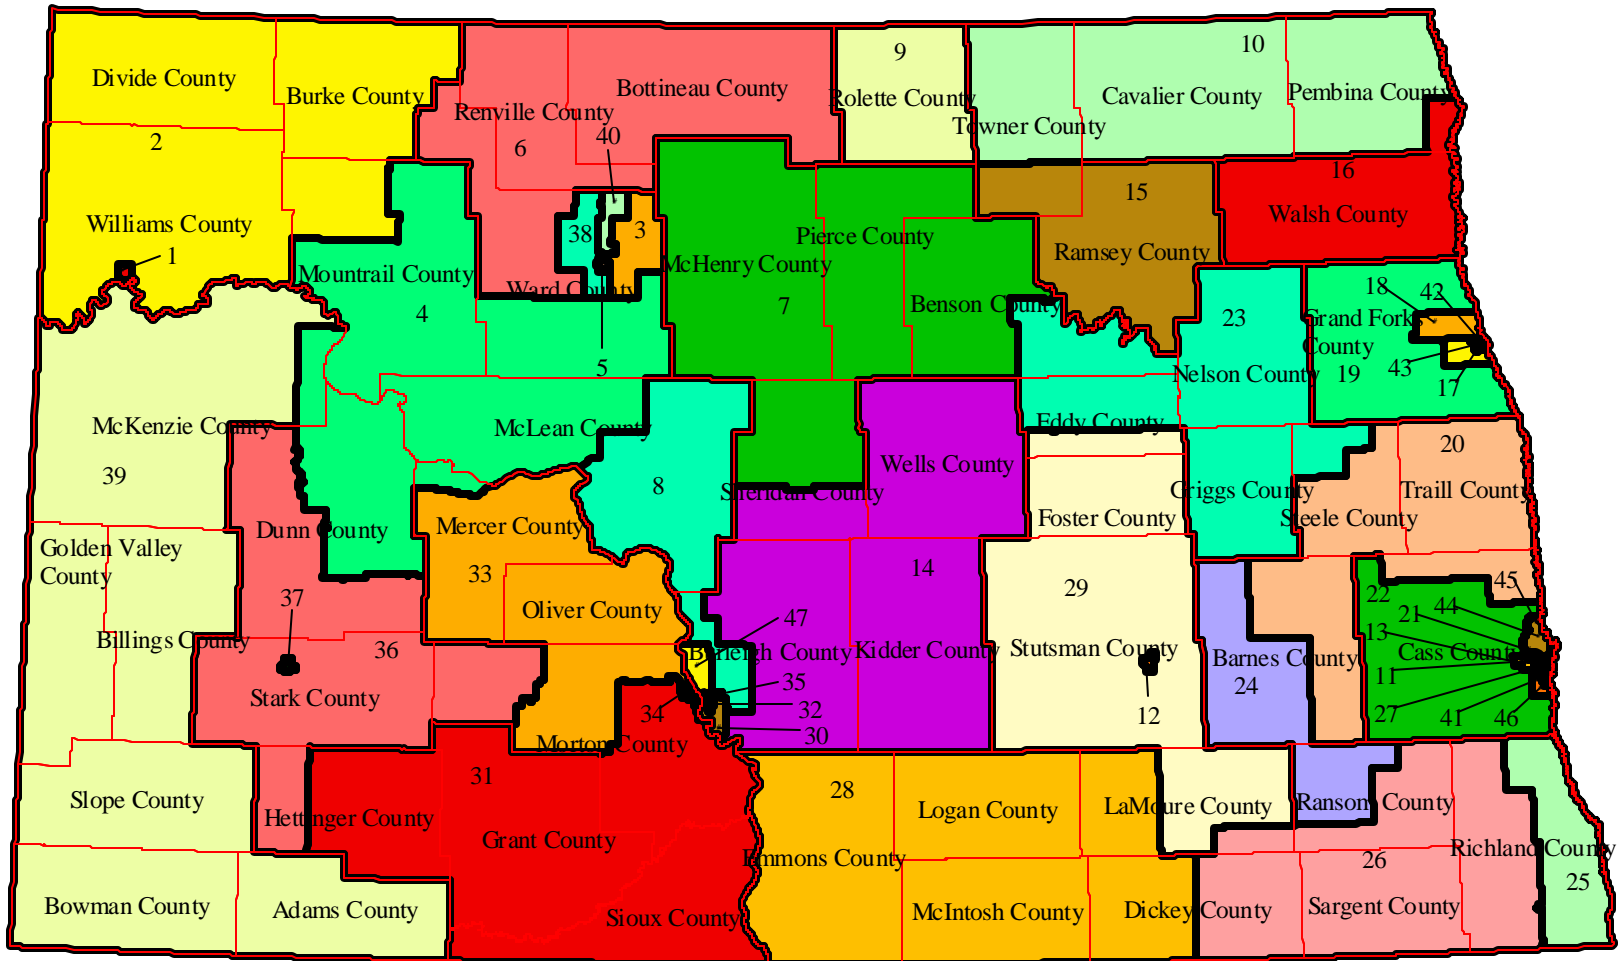 9
10
Divide County
Burke County
Bottineau County
Rolette County
Cavalier County
Pembina County
Renville County
Towner County
2
6
40
15
16
Williams County
1
38
3
Pierce County
Walsh County
Mountrail County
McHenry County
Ramsey County
Ward County
4
7
Benson County
23
18
42
Grand Forks
County
5
Nelson County
19
43
17
McKenzie County
McLean County
Eddy County
39
8
Wells County
20
Sheridan County
Griggs County
Traill County
Dunn County
Mercer County
Foster County
Steele County
Golden Valley
County
33
14
29
22
45
37
Oliver County
47
21
44
13
Billings County
36
Burleigh County
Kidder County
Stutsman County
Barnes County
Cass County
Stark County
35
24
11
34
32
12
27
41
46
30
Morton County
31
28
Slope County
Hettinger County
Logan County
LaMoure County
Ransom County
Grant County
Emmons County
26
Richland County
25
Bowman County
Adams County
Sioux County
McIntosh County
Dickey County
Sargent County